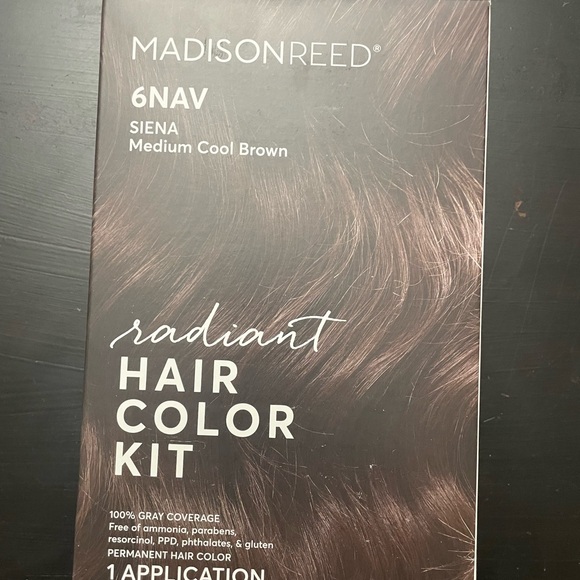 MADISONREED®
6NAV
SIENA
Medium Cool Brown
radiant
HAIR
COLOR
KIT
100% GRAY COVERAGE
Free of ammonia, parabens,
resorcinol, PPD, phthalates, & gluten
PERMANENT HAIR COLOR
1 APPLICATION